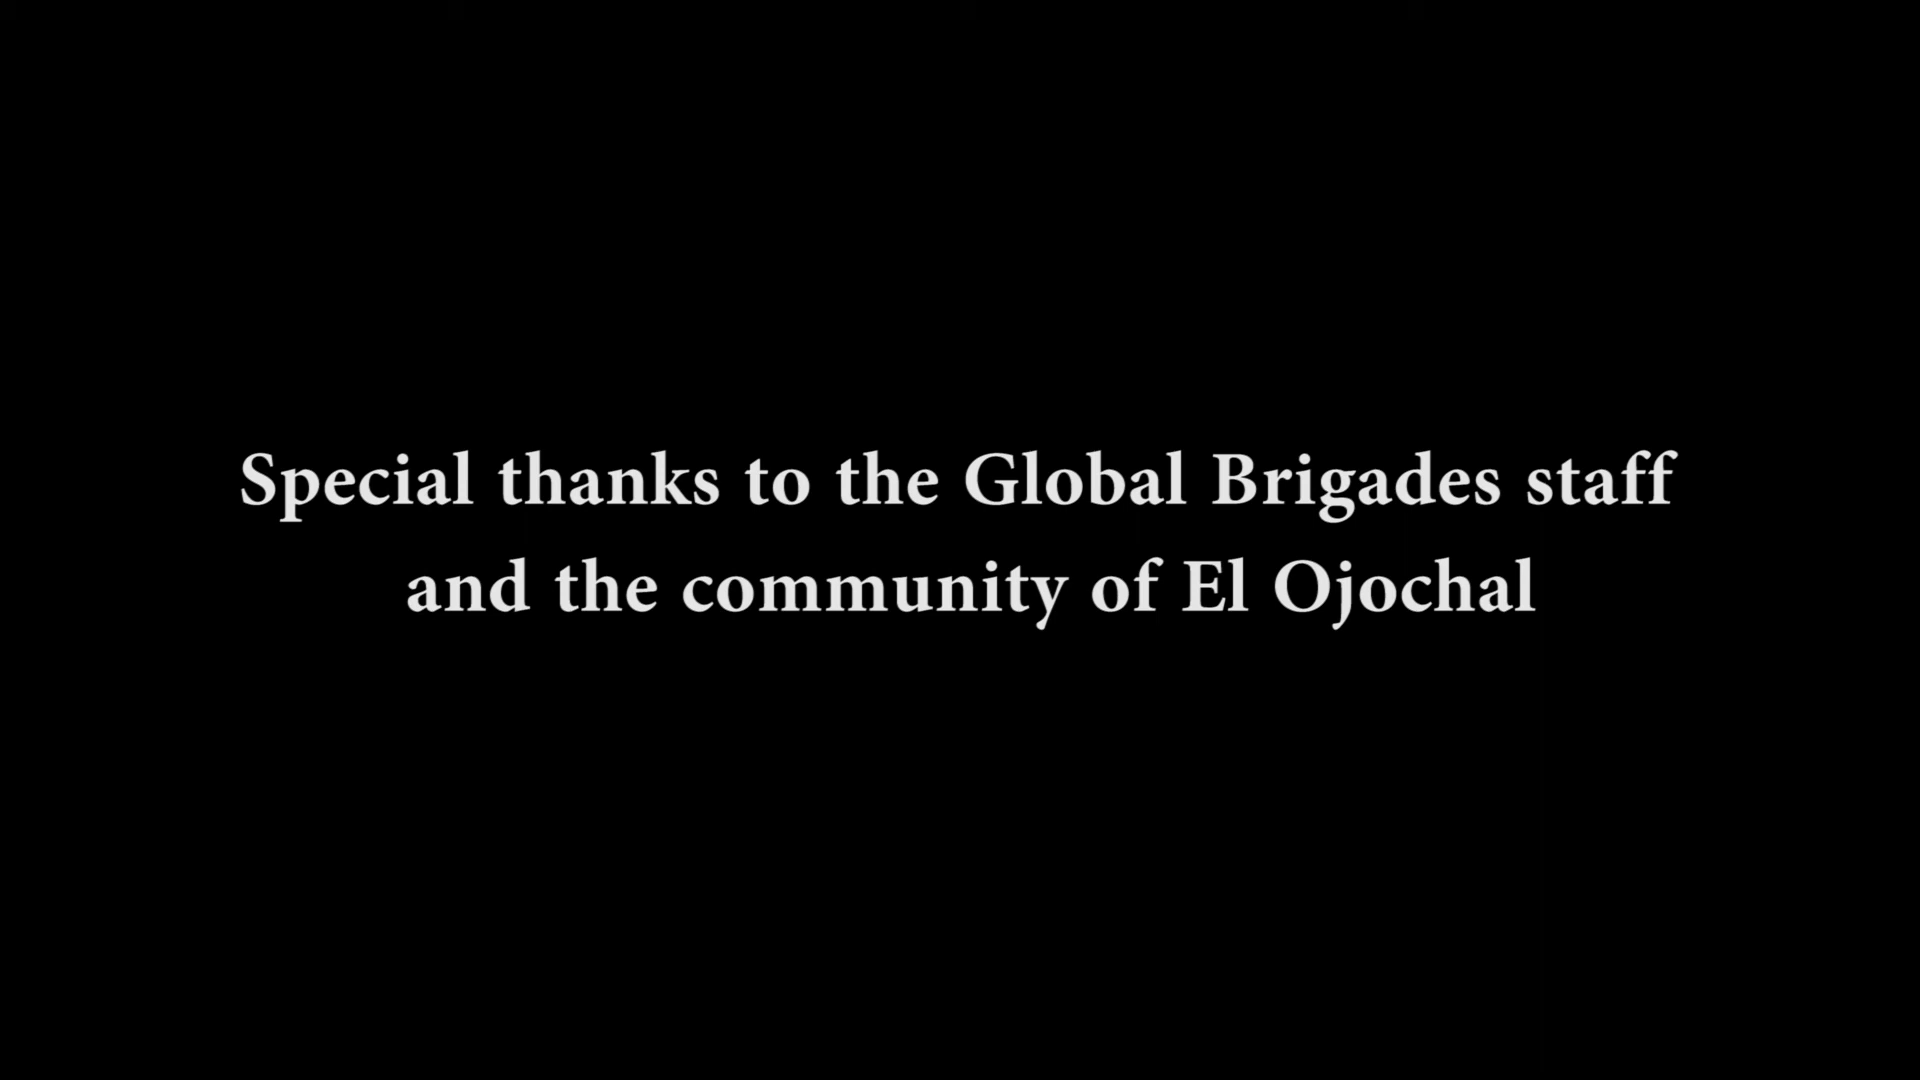 Special thanks to the Global Brigades staff
and the community of El Ojochal